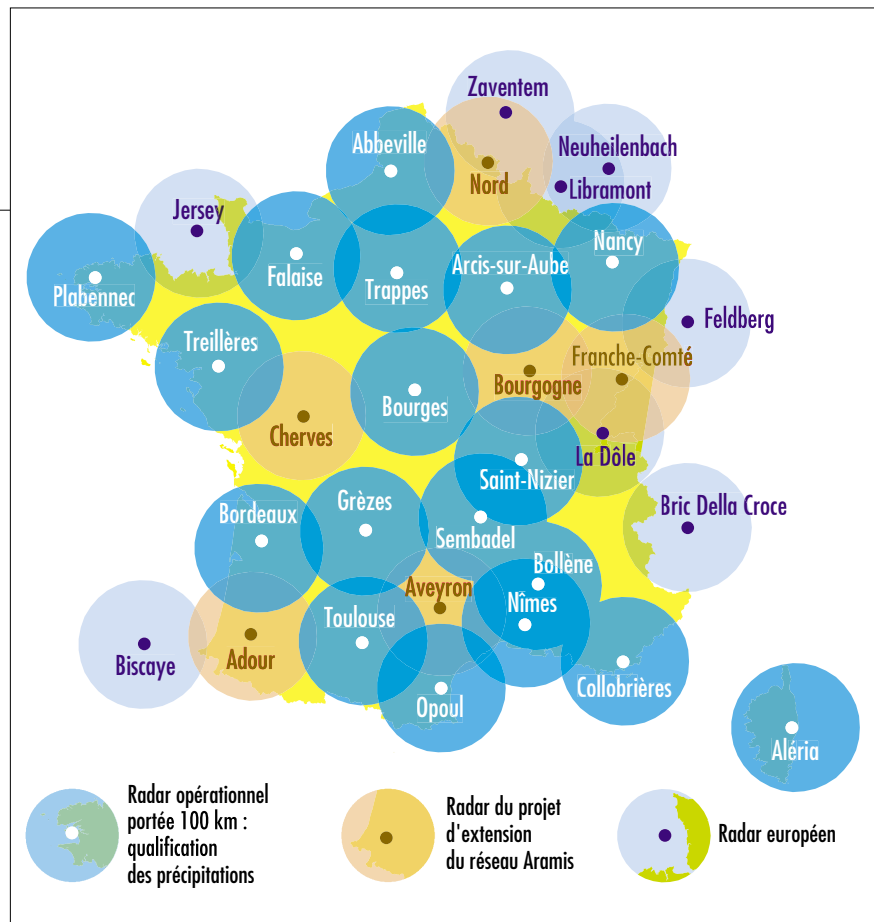 Zaventem
Abbeville
Neuheilenbach
Nord
Libramont
Jersey
Nancy
Falaise
Arcis-sur-Aube
Plabennec
Trappes
Feldberg
Treillères
Franche-Comté
Bourgogne
Bourges
Cherves
La Dôle
Saint-Nizier
Grèzes
Bordeaux
Bric Della Croce
Sembadel
Bollène
Aveyron
Nîmes
Toulouse
Biscaye
Adour
Collobrières
Opoul
Aléria
Radar opérationnel
portée 100 km :
qualification
des précipitations
Radar du projet
d'extension
du réseau Aramis
Radar européen